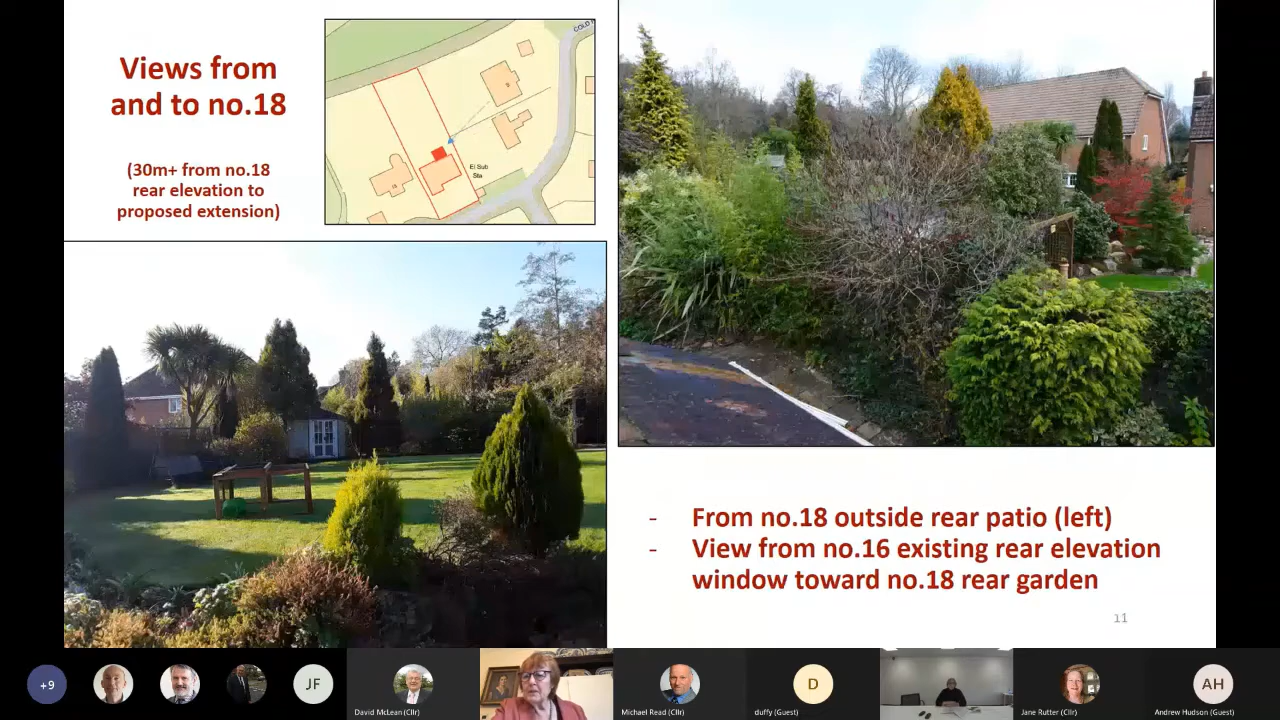 Views from
and to no.18
(30m+ from no.18
rear elevation to
proposed extension)
El Sub
Sta
- From no.18 outside rear patio (left)
- View from no.16 existing rear elevation
window toward no.18 rear garden
11
+9
JF
David McLean (Cllr)
Michael Read (Cllr)
D
duffy (Guest)
Jane Rutter (Cllr)
AH
Andrew Hudson (Guest)